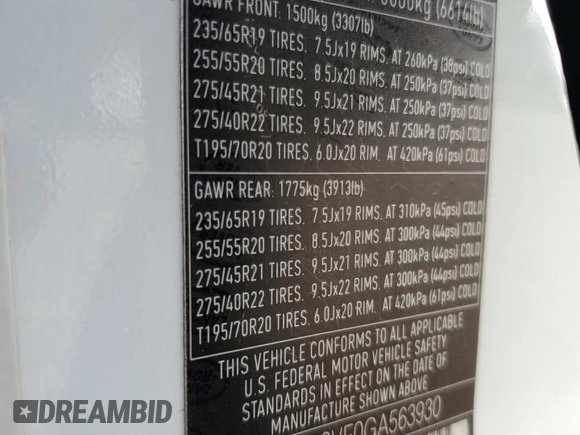 (6614lb)
GAWR FRONT: 1500kg (3307lb)
235/65R19 TIRES. 7.5Jx19 RIMS. AT 260kPa (38psi) COLD
255/55R20 TIRES. 8.5Jx20 RIMS. AT 250kPa (37psi) COLD
275/45R21 TIRES. 9.5Jx21 RIMS. AT 250kPa (37psi) COLD
275/40R22 TIRES. 9.5Jx22 RIMS. AT 250kPa (37psi) COLD
T195/70R20 TIRES. 6.0Jx20 RIM. AT 420kPa (61psi) COLD
GAWR REAR: 1775kg (3913lb)
235/65R19 TIRES. 7.5Jx19 RIMS. AT 310kPa (45psi) COLD
255/55R20 TIRES. 8.5Jx20 RIMS. AT 300kPa (44psi) COLD
275/45R21 TIRES. 9.5Jx21 RIMS. AT 300kPa (44psi) COLD
275/40R22 TIRES. 9.5Jx22 RIMS. AT 300kPa (44psi) COLD
T195/70R20 TIRES. 6.0Jx20 RIM. AT 420kPa (61psi) COLD
THIS VEHICLE CONFORMS TO ALL APPLICABLE
U.S. FEDERAL MOTOR VEHICLE SAFETY
STANDARDS IN EFFECT ON THE DATE OF
MANUFACTURE SHOWN ABOVE
GA563930
DREAMBID